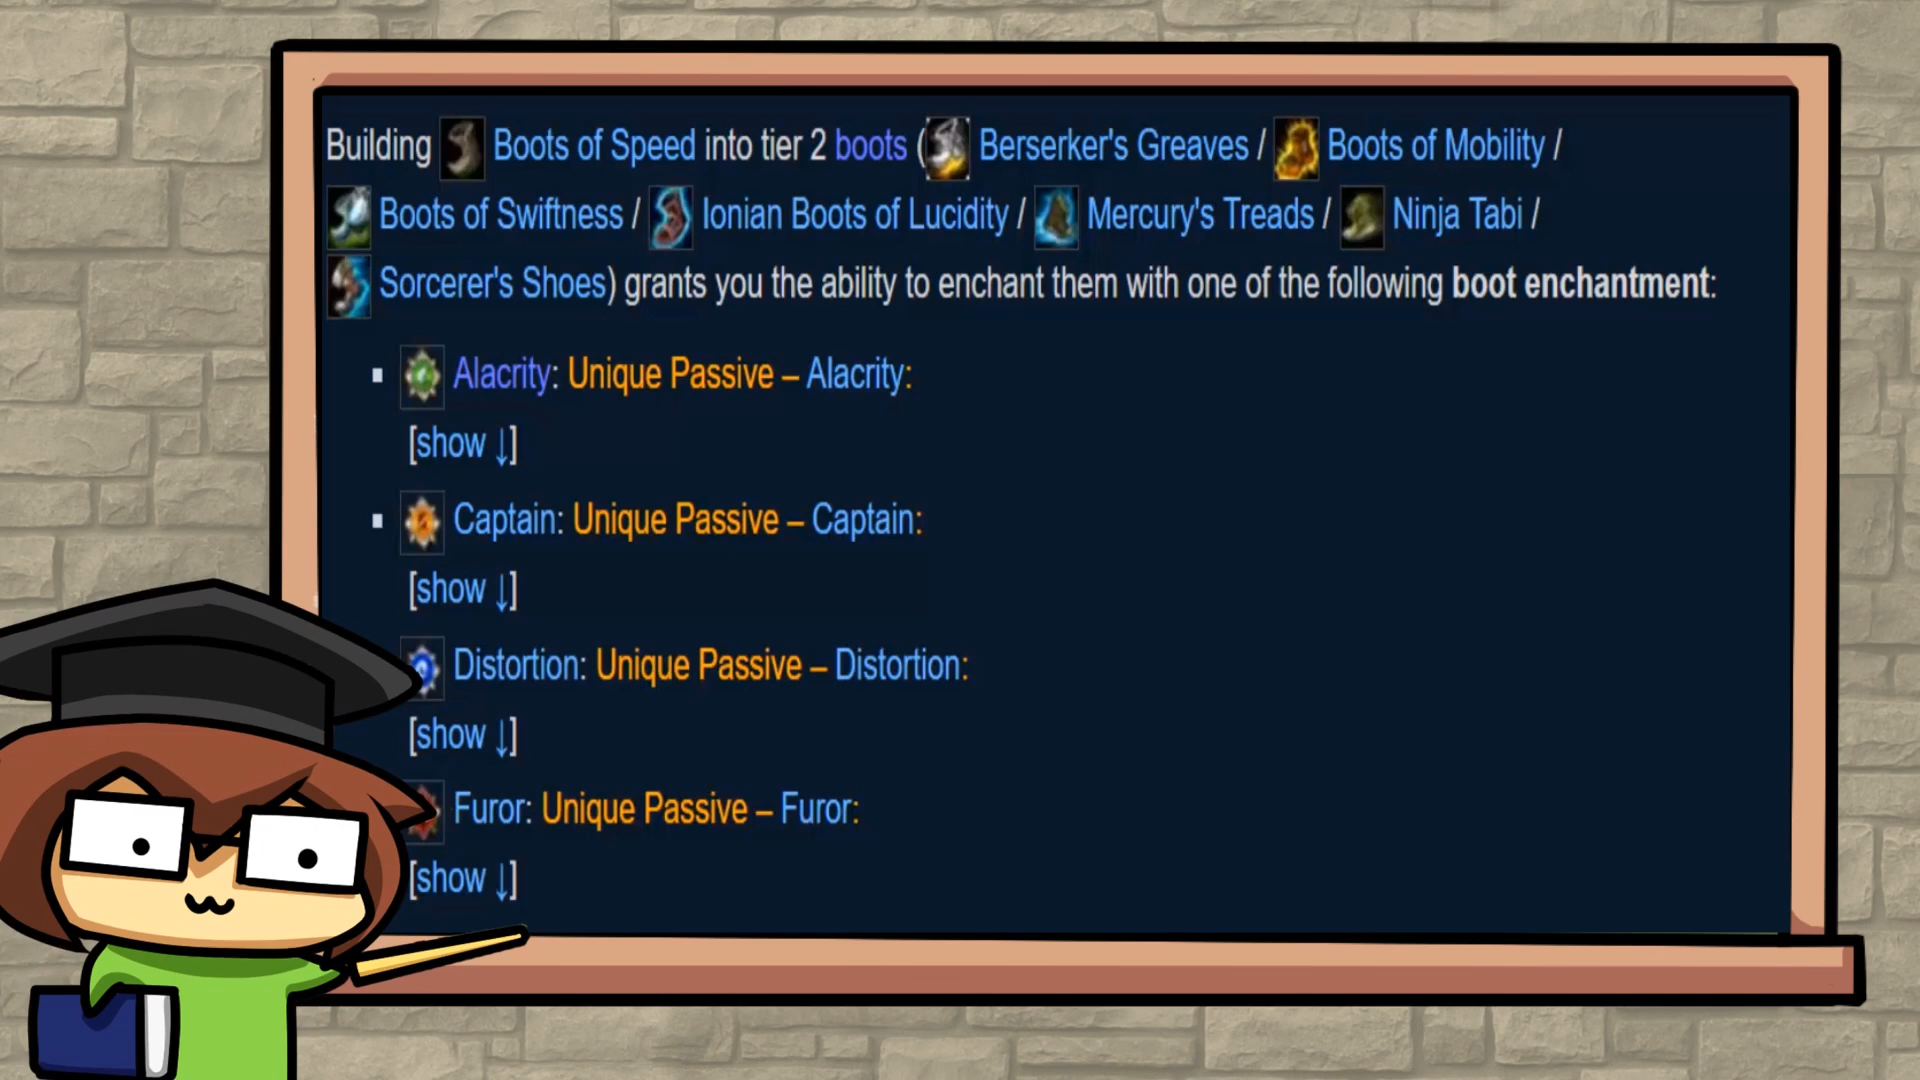 Building Boots of Speed into tier 2 boots (Berserker's Greaves / Boots of Mobility /
Boots of Swiftness / Ionian Boots of Lucidity / Mercury's Treads / Ninja Tabi /
Sorcerer's Shoes) grants you the ability to enchant them with one of the following boot enchantment:
▪ Alacrity: Unique Passive – Alacrity:
[show ↓]
▪ Captain: Unique Passive – Captain:
[show ↓]
Distortion: Unique Passive – Distortion:
[show ↓]
Furor: Unique Passive – Furor:
[show ↓]